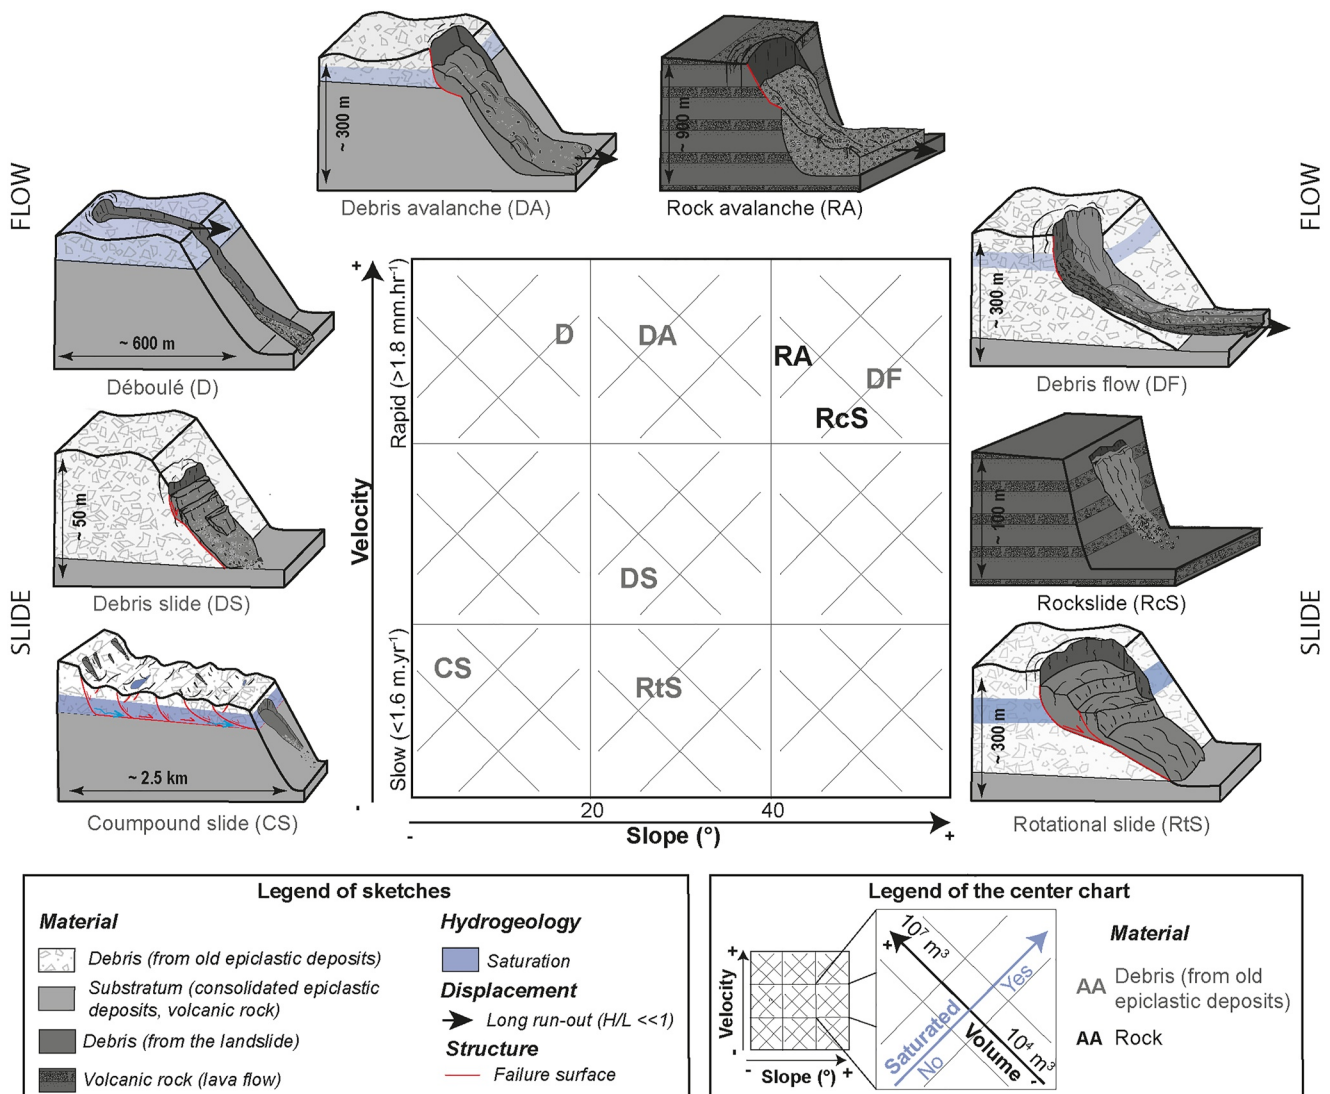 ~ 300 m
Debris avalanche (DA)
~ 900 m
Rock avalanche (RA)
FLOW
FLOW
~ 600 m
Déboulé (D)
~ 300 m
Debris flow (DF)
~ 50 m
Debris slide (DS)
~ 100 m
Rockslide (RcS)
SLIDE
SLIDE
~ 2.5 km
Coumpound slide (CS)
~ 300 m
Rotational slide (RtS)
+
Rapid (>1.8 mm.hr⁻¹)
Velocity
Slow (<1.6 m.yr⁻¹)
-
D
DA
RA
DF
RcS
DS
CS
RtS
20
40
-
Slope (°)
+
Legend of sketches
Material
Debris (from old epiclastic deposits)
Substratum (consolidated epiclastic
deposits, volcanic rock)
Debris (from the landslide)
Volcanic rock (lava flow)
Hydrogeology
Saturation
Displacement
Long run-out (H/L <<1)
Structure
Failure surface
Legend of the center chart
+
Velocity
-
- Slope (°) +
+
10⁷ m³
Saturated
Yes
No
Volume
10⁴ m³
-
Material
AA Debris (from old
epiclastic deposits)
AA Rock